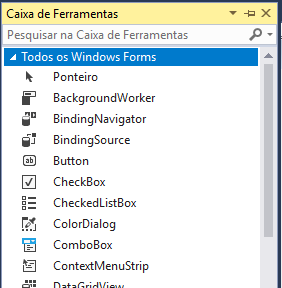 Caixa de Ferramentas
Pesquisar na Caixa de Ferramentas
Todos os Windows Forms
Ponteiro
BackgroundWorker
BindingNavigator
BindingSource
Button
CheckBox
CheckedListBox
ColorDialog
ComboBox
ContextMenuStrip
DataGridView